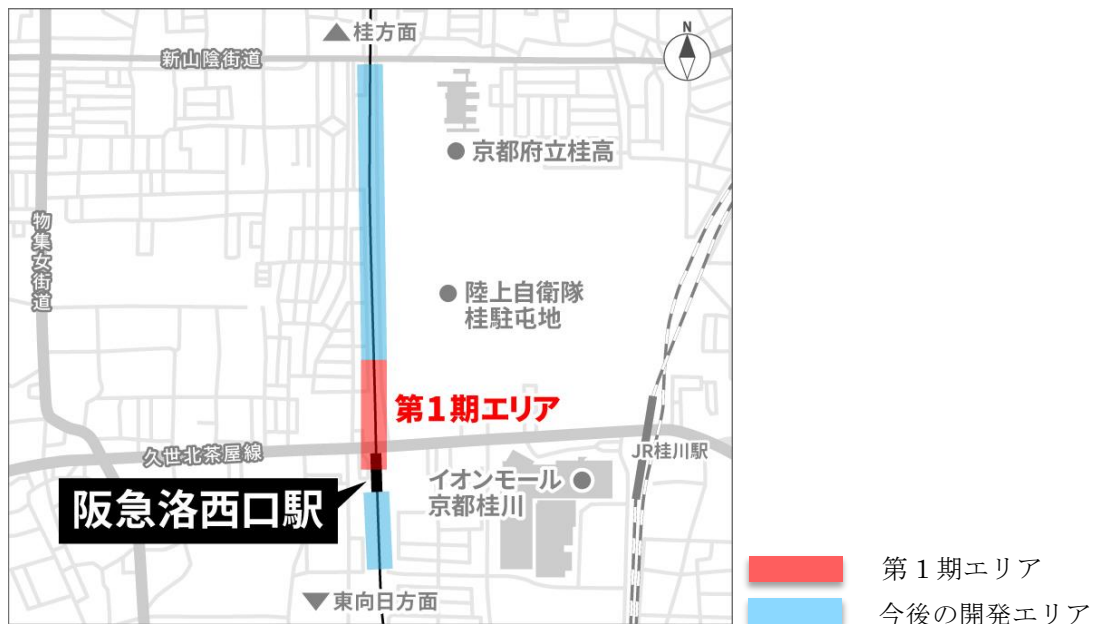 ▲桂方面
N
新山陰街道
● 京都府立桂高
物集女街道
● 陸上自衛隊
桂駐屯地
第1期エリア
久世北茶屋線
JR桂川駅
阪急洛西口駅
イオンモール ●
京都桂川
▼東向日方面
第1期エリア
今後の開発エリア